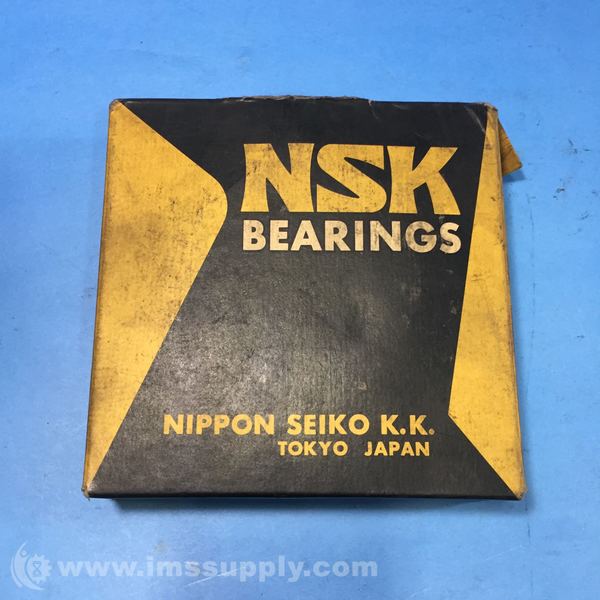 NSK
BEARINGS
NIPPON SEIKO K.K.
TOKYO JAPAN
www.imssupply.com